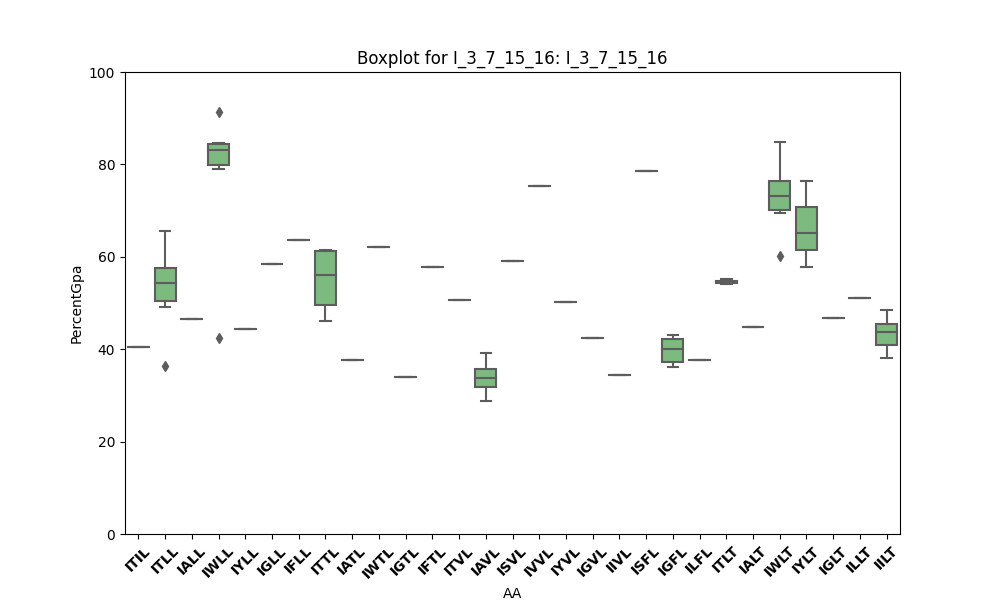 Boxplot for I_3_7_15_16: I_3_7_15_16
100
80
60
40
20
0
PercentGpa
ITIL
ITLL
IALL
IWLL
IYLL
IGLL
IFLL
ITTL
IATL
IWTL
IGTL
IFTL
ITVL
IAVL
ISVL
IVVL
IYVL
IGVL
IIVL
ISFL
IGFL
ILFL
ITLT
IALT
IWLT
IYLT
IGLT
ILLT
IILT
AA